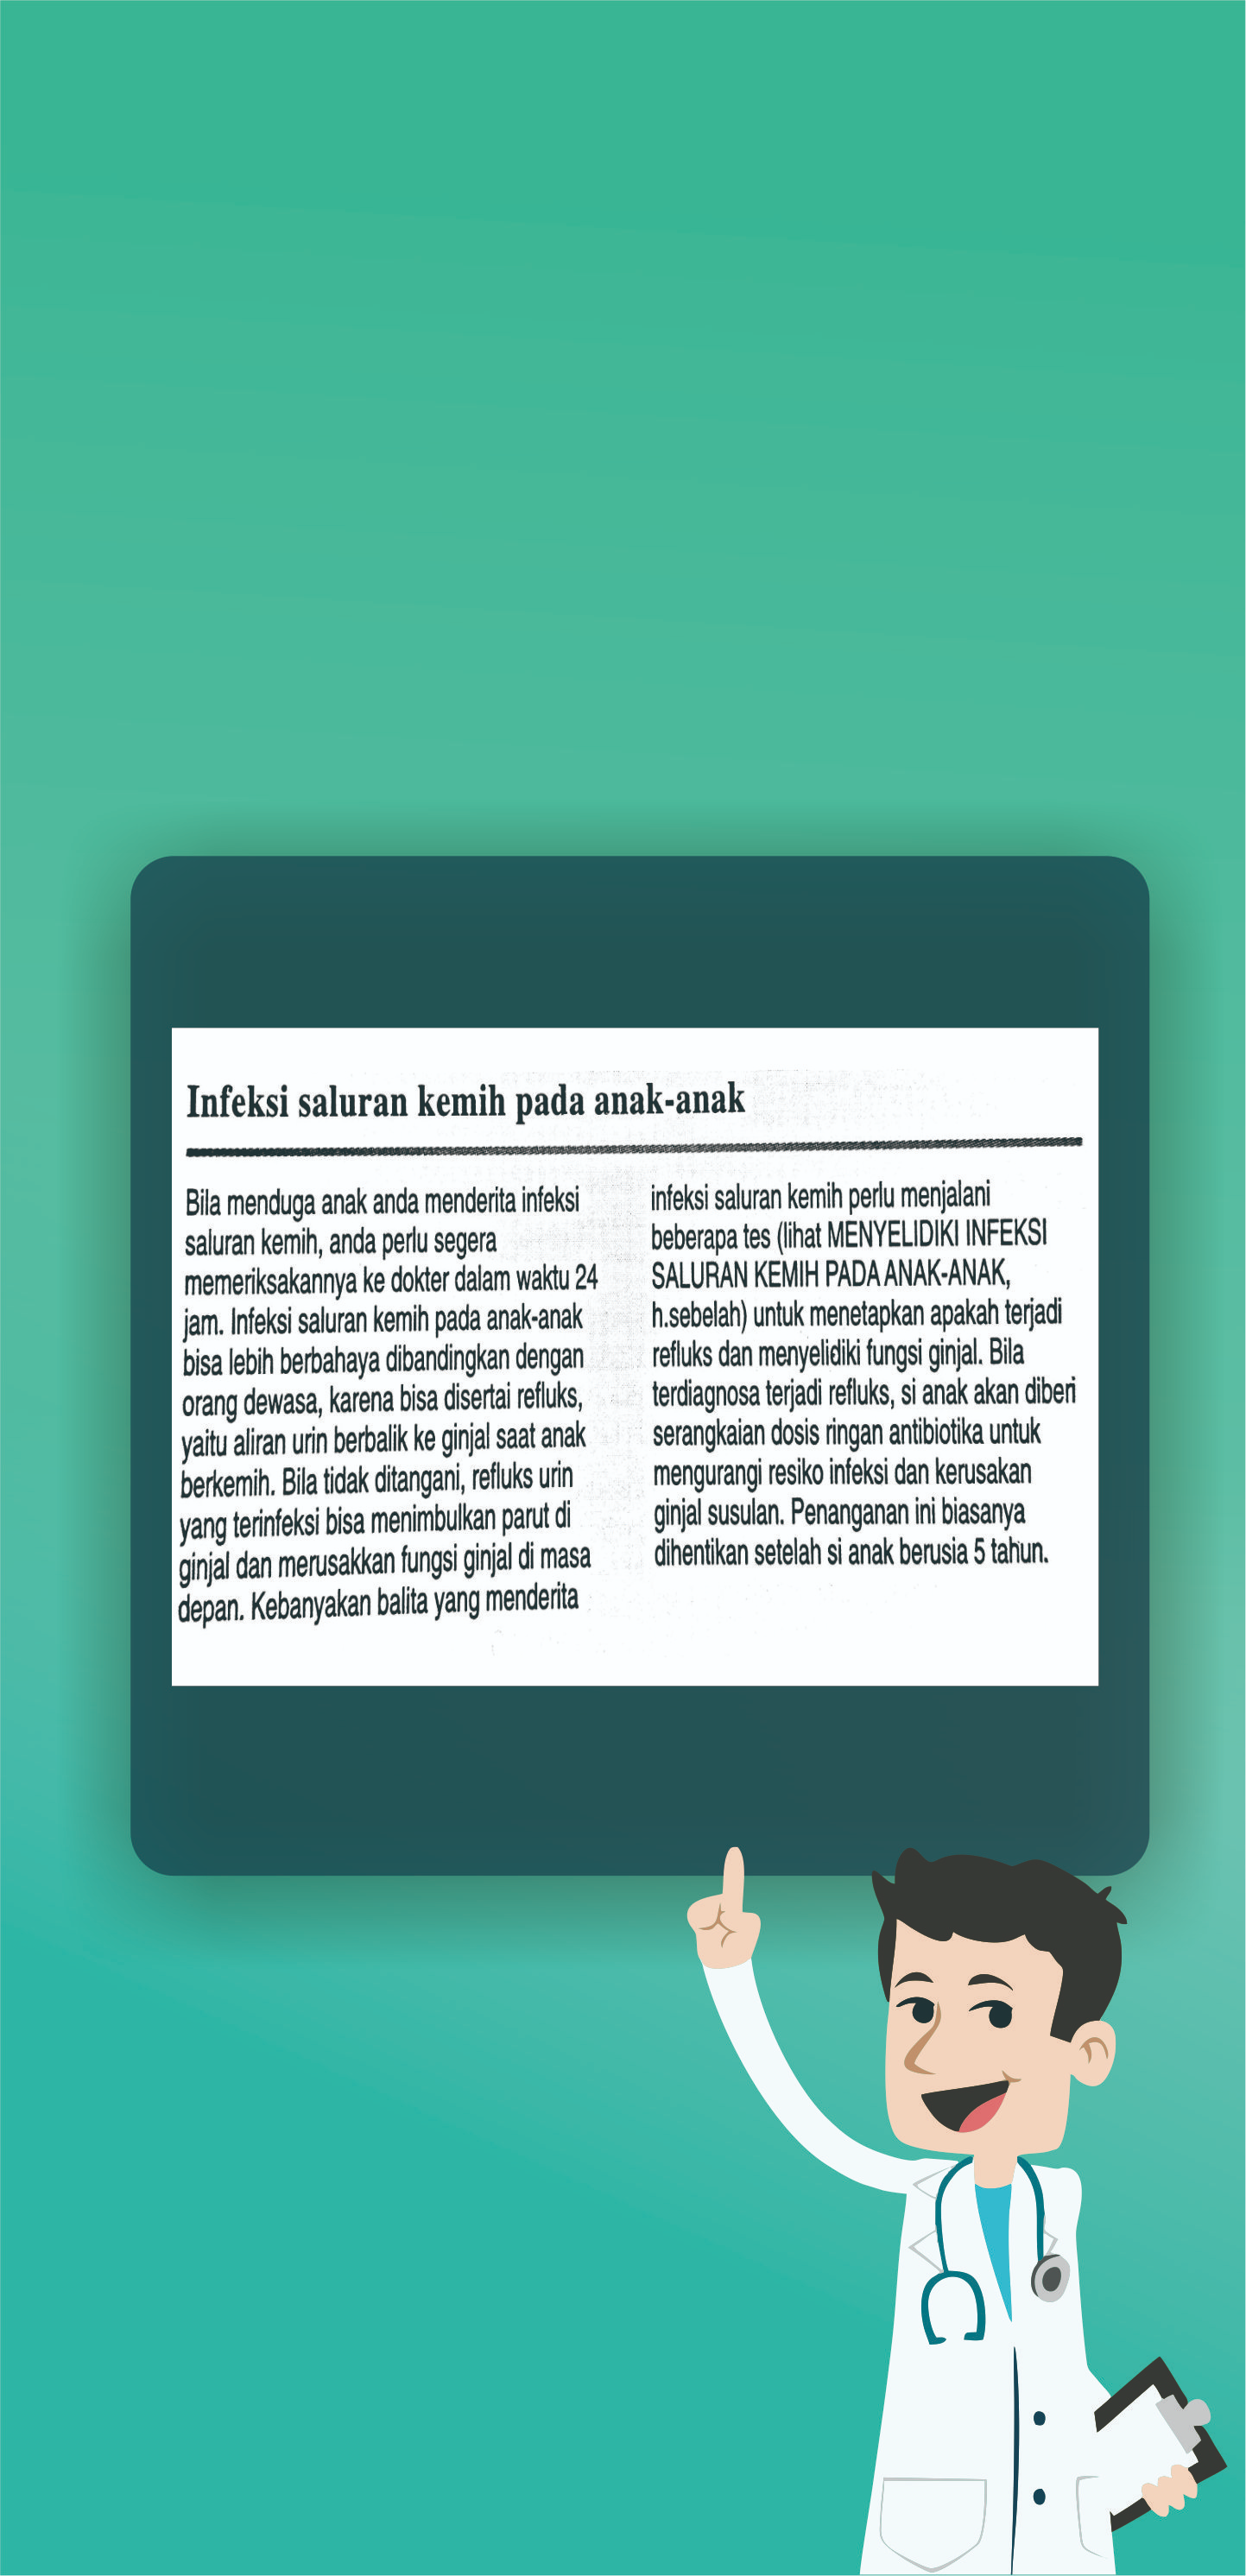 Infeksi saluran kemih pada anak-anak
Bila menduga anak anda menderita infeksi
saluran kemih, anda perlu segera
memeriksakannya ke dokter dalam waktu 24
jam. Infeksi saluran kemih pada anak-anak
bisa lebih berbahaya dibandingkan dengan
orang dewasa, karena bisa disertai refluks,
yaitu aliran urin berbalik ke ginjal saat anak
berkemih. Bila tidak ditangani, refluks urin
yang terinfeksi bisa menimbulkan parut di
ginjal dan merusakkan fungsi ginjal di masa
depan. Kebanyakan balita yang menderita
infeksi saluran kemih perlu menjalani
beberapa tes (lihat MENYELIDIKI INFEKSI
SALURAN KEMIH PADA ANAK-ANAK,
h.sebelah) untuk menetapkan apakah terjadi
refluks dan menyelidiki fungsi ginjal. Bila
terdiagnosa terjadi refluks, si anak akan diberi
serangkaian dosis ringan antibiotika untuk
mengurangi resiko infeksi dan kerusakan
ginjal susulan. Penanganan ini biasanya
dihentikan setelah si anak berusia 5 tahun.